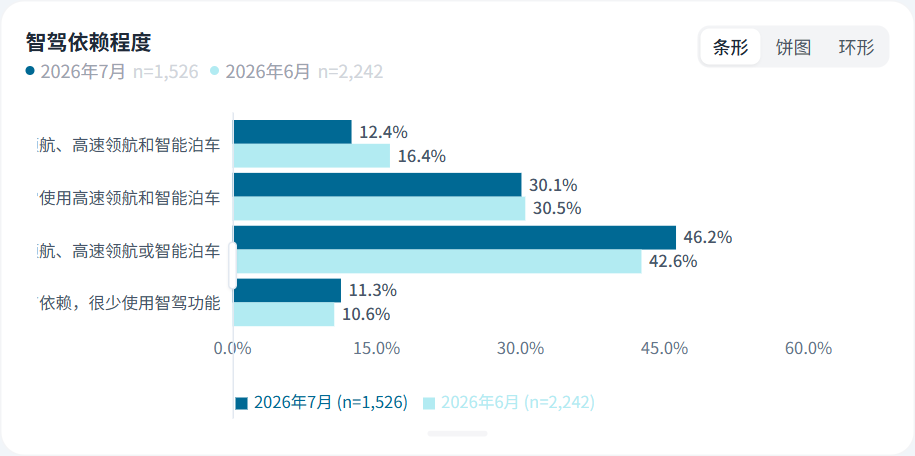 智驾依赖程度
条形 饼图 环形
2026年7月 n=1,526 2026年6月 n=2,242
航、高速领航和智能泊车
12.4%
16.4%
使用高速领航和智能泊车
30.1%
30.5%
航、高速领航或智能泊车
46.2%
42.6%
依赖，很少使用智驾功能
11.3%
10.6%
0.0% 15.0% 30.0% 45.0% 60.0%
2026年7月 (n=1,526) 2026年6月 (n=2,242)